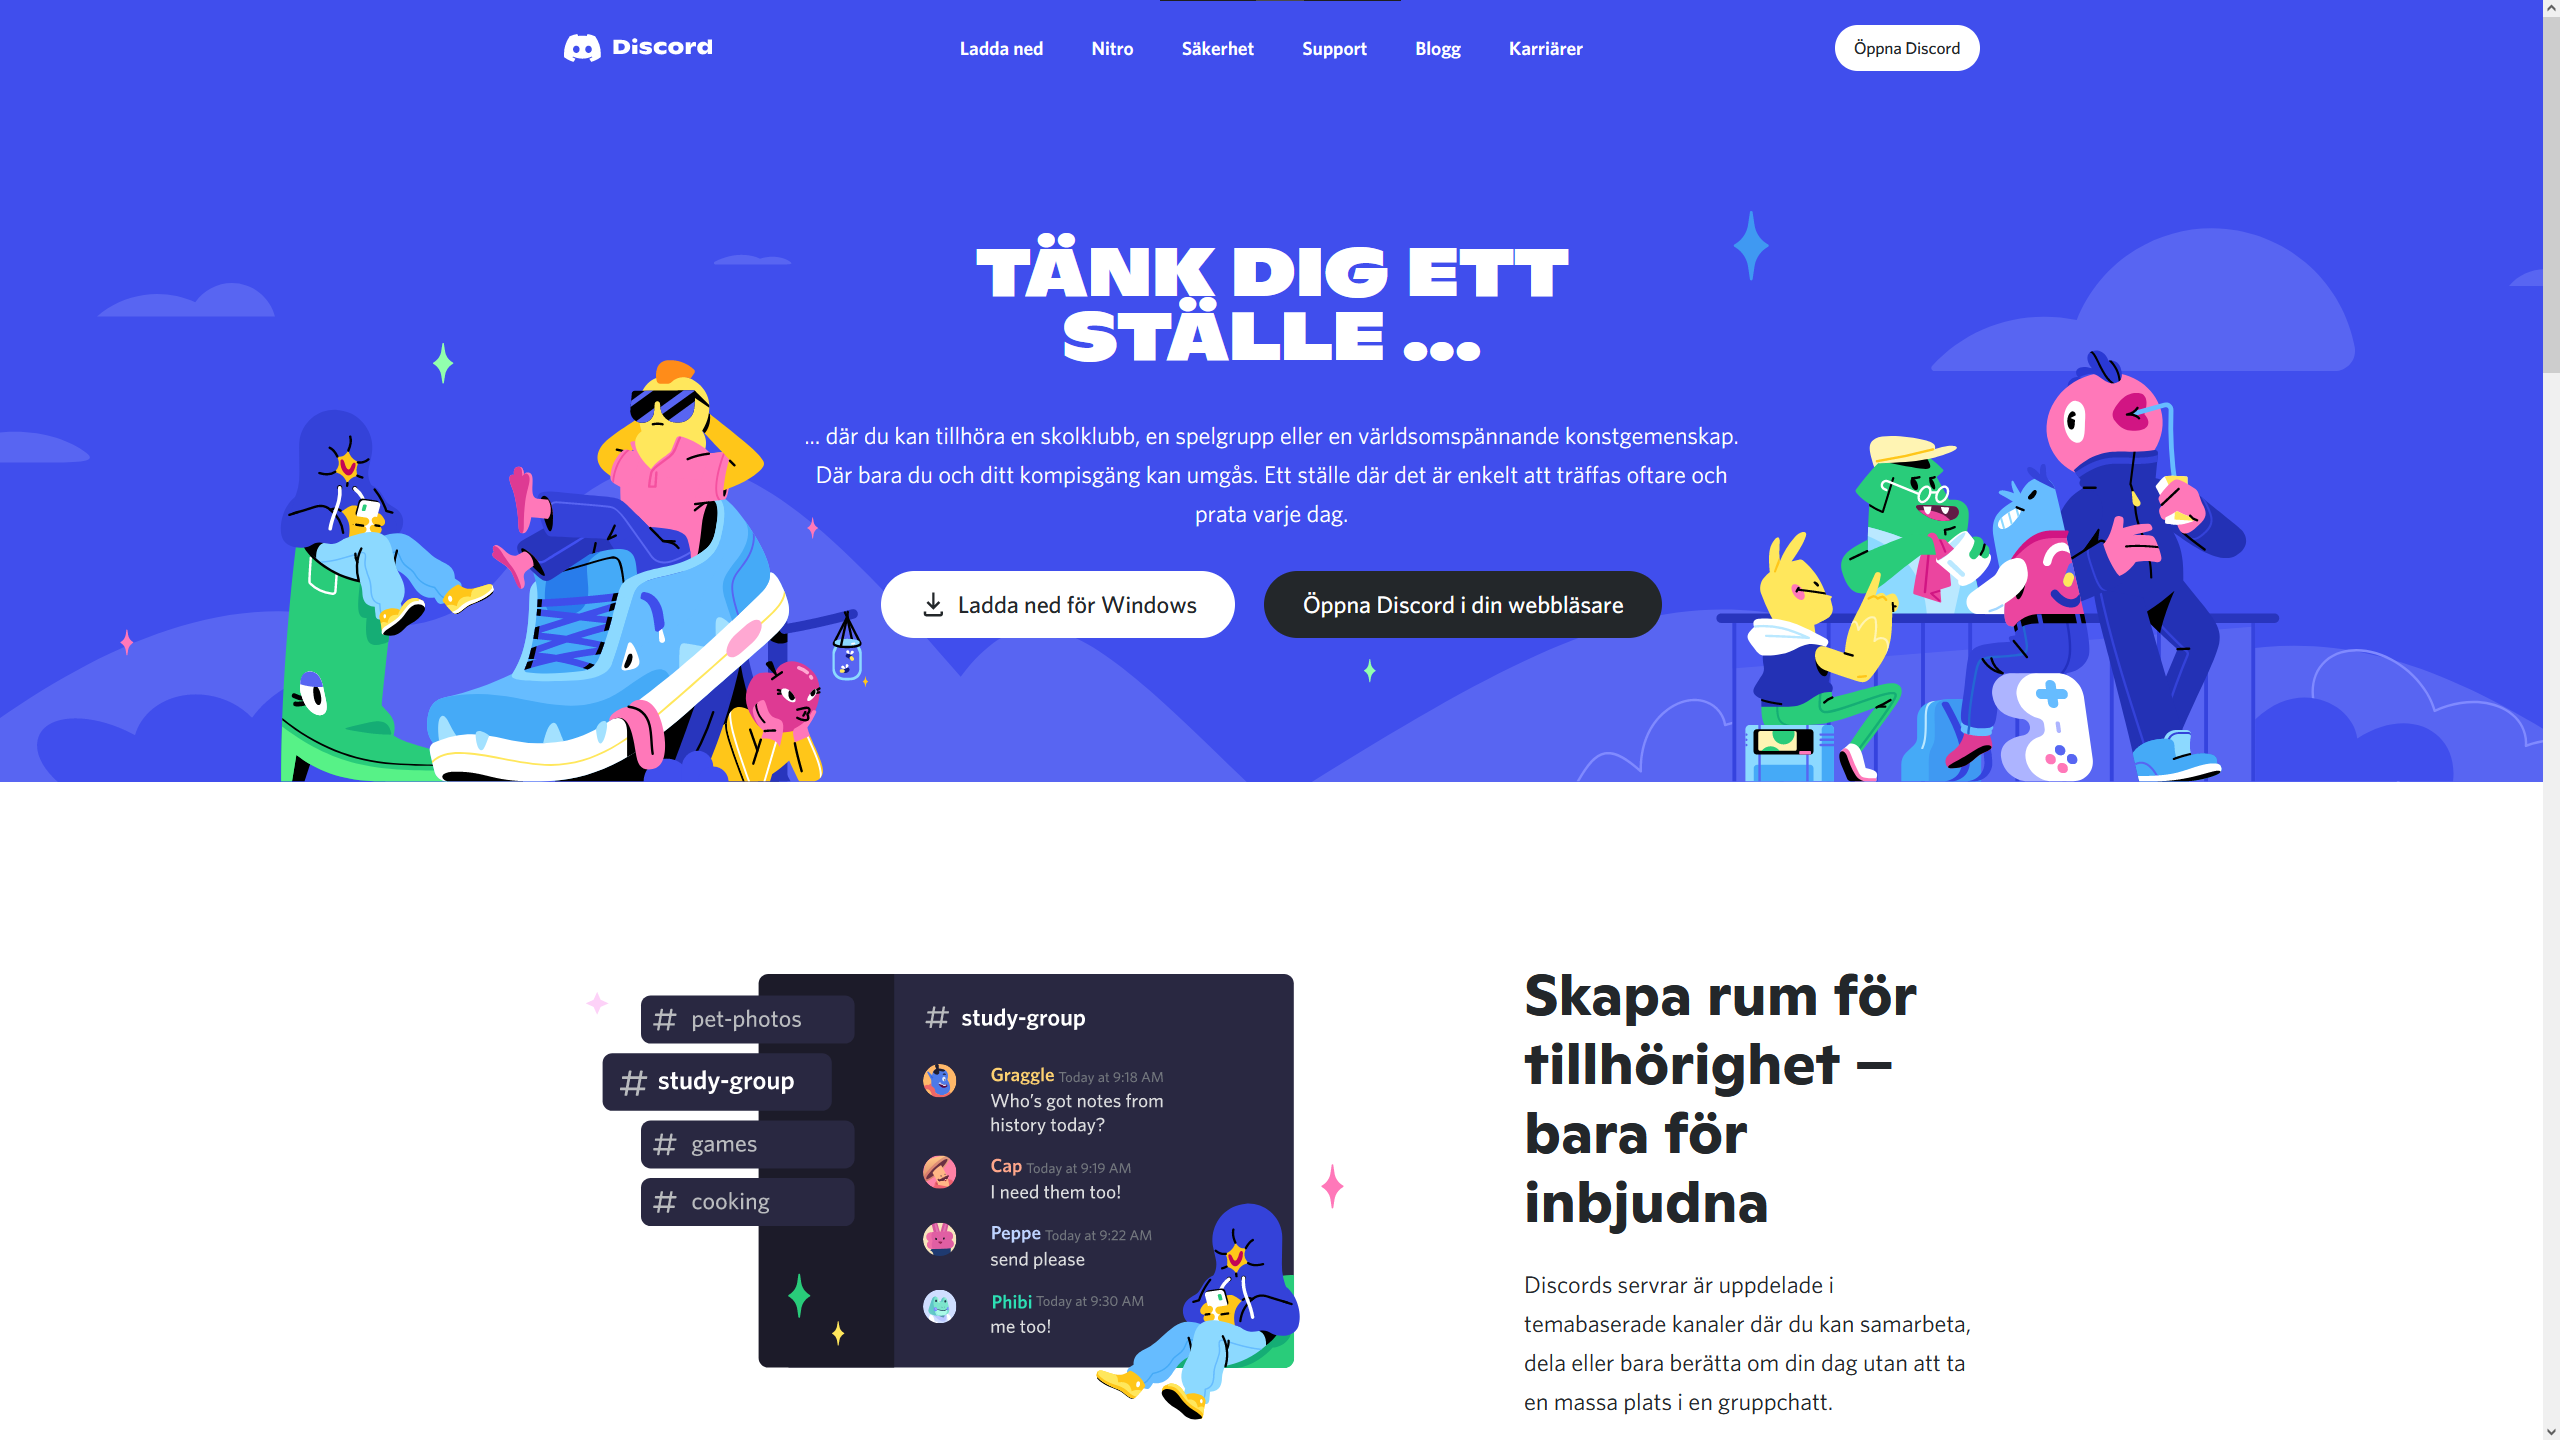 Discord
Ladda ned Nitro Säkerhet Support Blogg Karriärer
Öppna Discord
TÄNK DIG ETT
STÄLLE ...
... där du kan tillhöra en skolklubb, en spelgrupp eller en världsomspännande konstgemenskap.
Där bara du och ditt kompisgäng kan umgås. Ett ställe där det är enkelt att träffas oftare och
prata varje dag.
Ladda ned för Windows
Öppna Discord i din webbläsare
# pet-photos
# study-group
# games
# cooking
# study-group
Graggle Today at 9:18 AM
Who's got notes from
history today?
Cap Today at 9:19 AM
I need them too!
Peppe Today at 9:22 AM
send please
Phibi Today at 9:30 AM
me too!
Skapa rum för
tillhörighet –
bara för
inbjudna
Discords servrar är uppdelade i
temabaserade kanaler där du kan samarbeta,
dela eller bara berätta om din dag utan att ta
en massa plats i en gruppchatt.